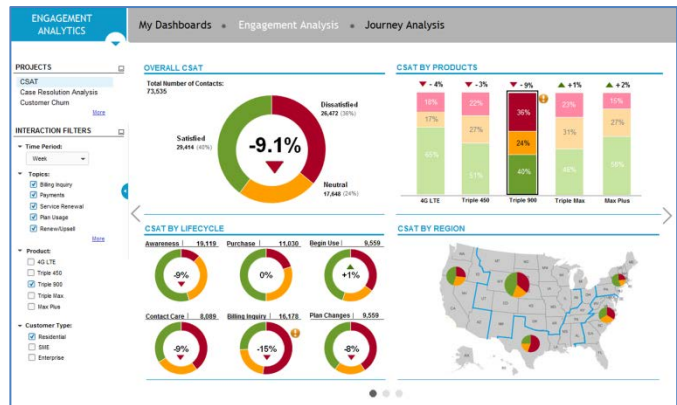 ENGAGEMENT
ANALYTICS
My Dashboards
Engagement Analysis
Journey Analysis
PROJECTS
CSAT
Case Resolution Analysis
Customer Churn
More
INTERACTION FILTERS
Time Period:
Week
Topics:
Billing Inquiry
Payments
Service Renewal
Plan Usage
Renew/Upsell
More
Product:
4G LTE
Triple 450
Triple 900
Triple Max.
Max Plus
Customer Type:
Residential
SME
Enterprise
OVERALL CSAT
Total Number of Contacts:
73,535
Dissatisfied
26,472 (36%)
Satisfied
29,414 (40%)
-9.1%
Neutral
17,648 (24%)
CSAT BY PRODUCTS
- 4% - 3% - 9% + 1% + 2%
18% 22% 36% 23% 16%
17% 27% 24% 31% 27%
51% 40%
4G LTE Triple 450 Triple 900 Triple Max Max Plus
CSAT BY LIFECYCLE
Awareness | 19,119 Purchase | 11,030 Begin Use | 9,559
-9% 0% +1%
Contact Care | 8,089 Billing Inquiry | 16,178 Plan Changes | 9,559
-9% -15% -8%
CSAT BY REGION